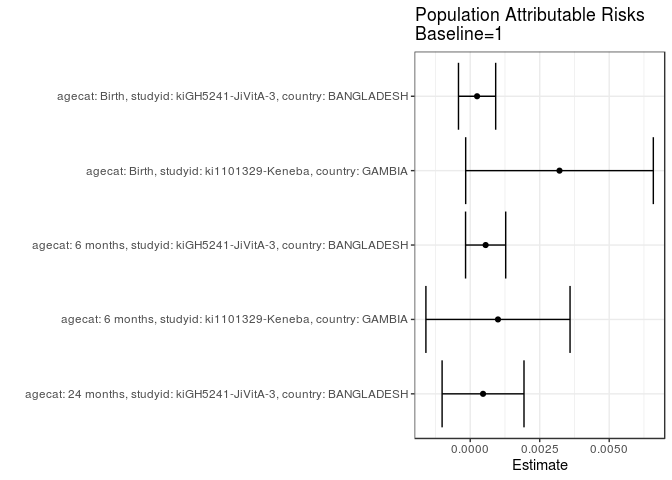 Population Attributable Risks
Baseline=1
agecat: Birth, studyid: kiGH5241-JiVitA-3, country: BANGLADESH
agecat: Birth, studyid: ki1101329-Keneba, country: GAMBIA
agecat: 6 months, studyid: kiGH5241-JiVitA-3, country: BANGLADESH
agecat: 6 months, studyid: ki1101329-Keneba, country: GAMBIA
agecat: 24 months, studyid: kiGH5241-JiVitA-3, country: BANGLADESH
0.0000 0.0025 0.0050
Estimate